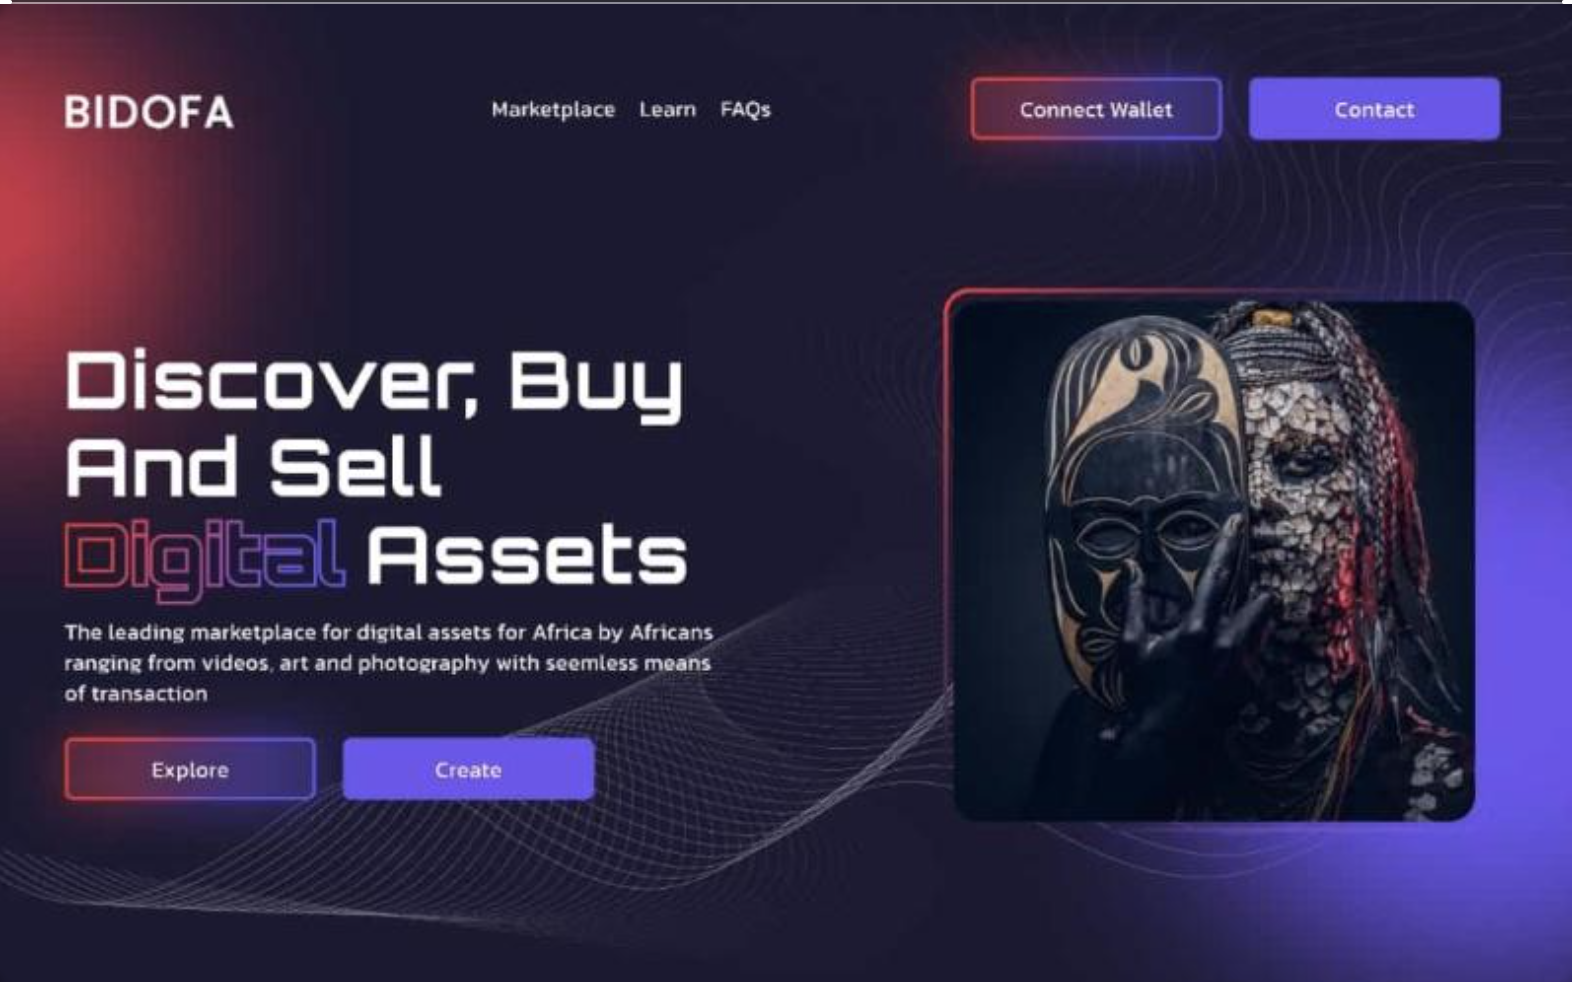 BIDOFA
Marketplace Learn FAQs
Connect Wallet
Contact
Discover, Buy
And Sell
Digital Assets
The leading marketplace for digital assets for Africa by Africans
ranging from videos, art and photography with seemless means
of transaction
Explore
Create